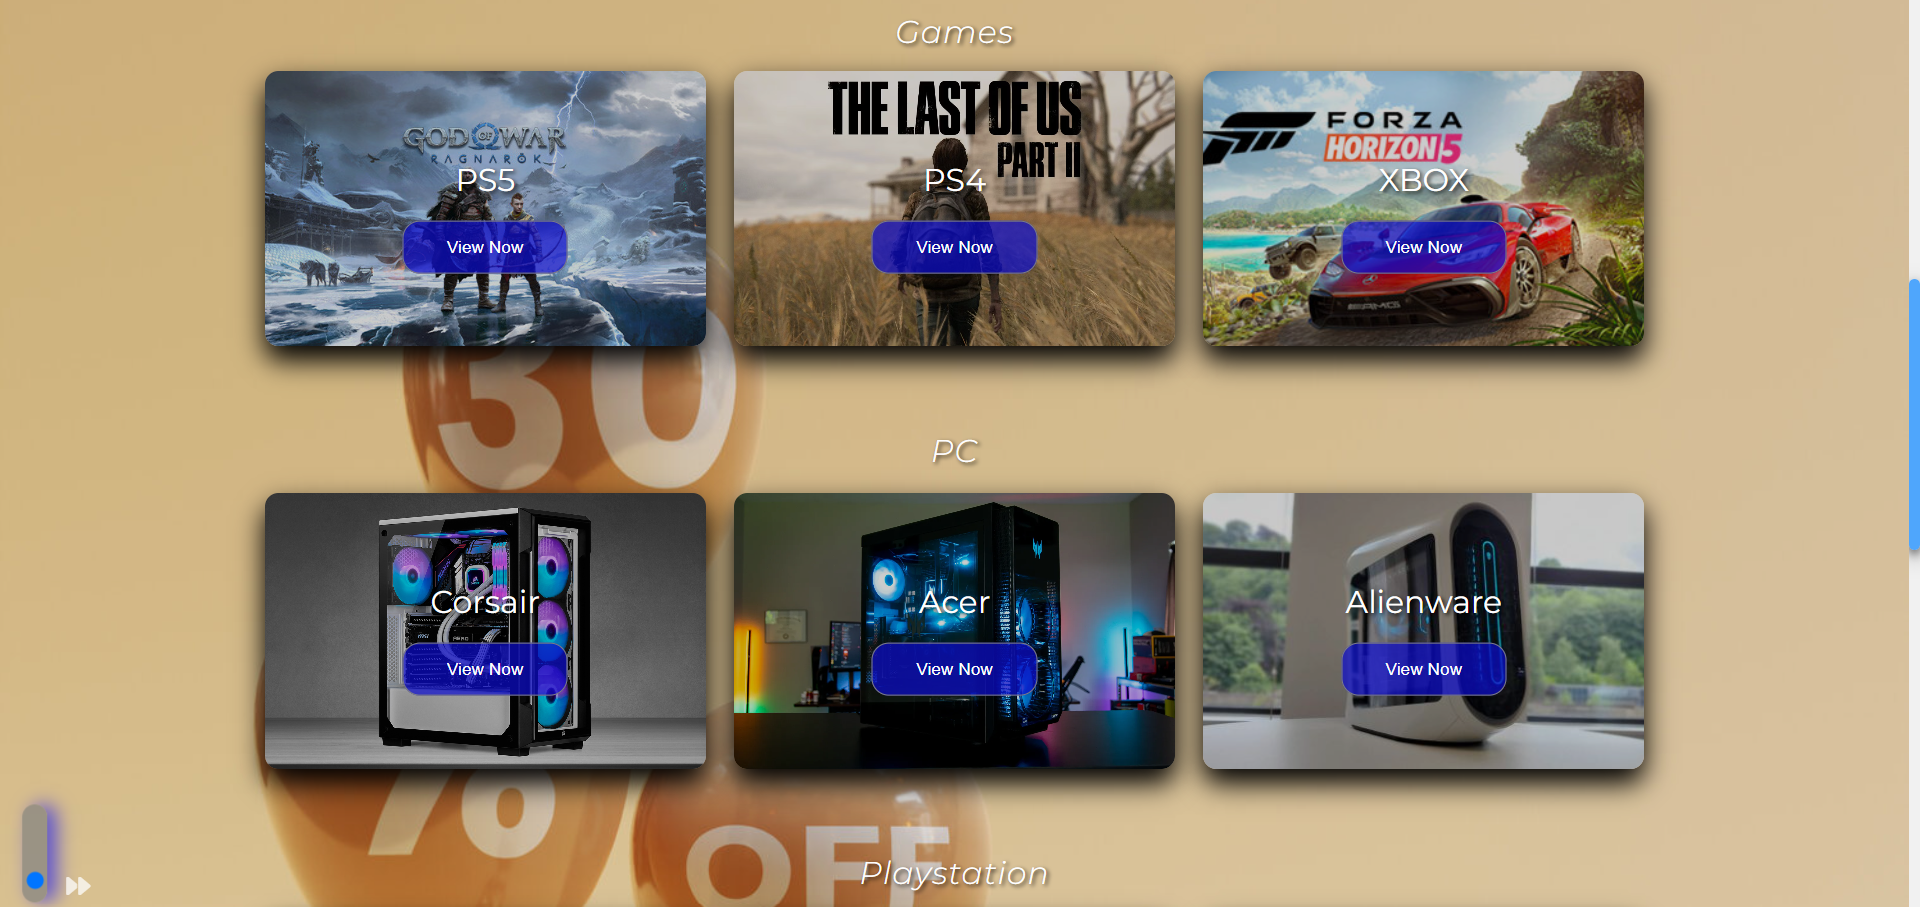 Games
GOD OF WAR
RAGNARÖK
PS5
View Now
THE LAST OF US
PART II
PS4
View Now
FORZA
HORIZON 5
XBOX
AMG
View Now
30
PC
Corsair
View Now
Acer
View Now
Alienware
View Now
%
OFF
Playstation